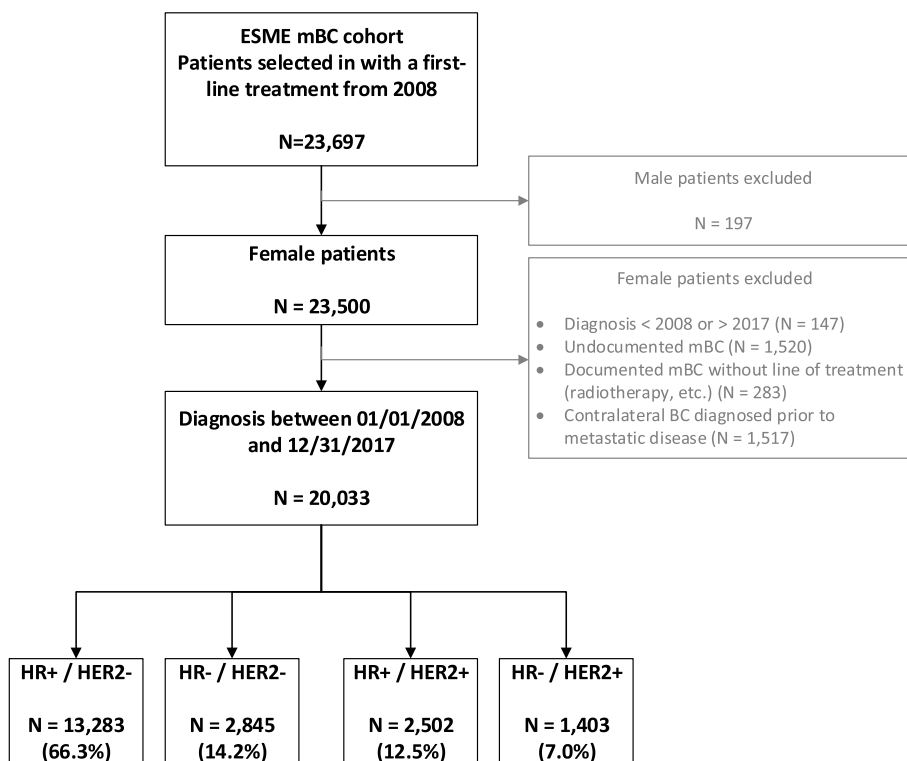 ESME mBC cohort
Patients selected in with a first-
line treatment from 2008
N=23,697
Male patients excluded
N = 197
Female patients
N = 23,500
Female patients excluded
• Diagnosis < 2008 or > 2017 (N = 147)
• Undocumented mBC (N = 1,520)
• Documented mBC without line of treatment
(radiotherapy, etc.) (N = 283)
• Contralateral BC diagnosed prior to
metastatic disease (N = 1,517)
Diagnosis between 01/01/2008
and 12/31/2017
N = 20,033
HR+ / HER2-
N = 13,283
(66.3%)
HR- / HER2-
N = 2,845
(14.2%)
HR+ / HER2+
N = 2,502
(12.5%)
HR- / HER2+
N = 1,403
(7.0%)